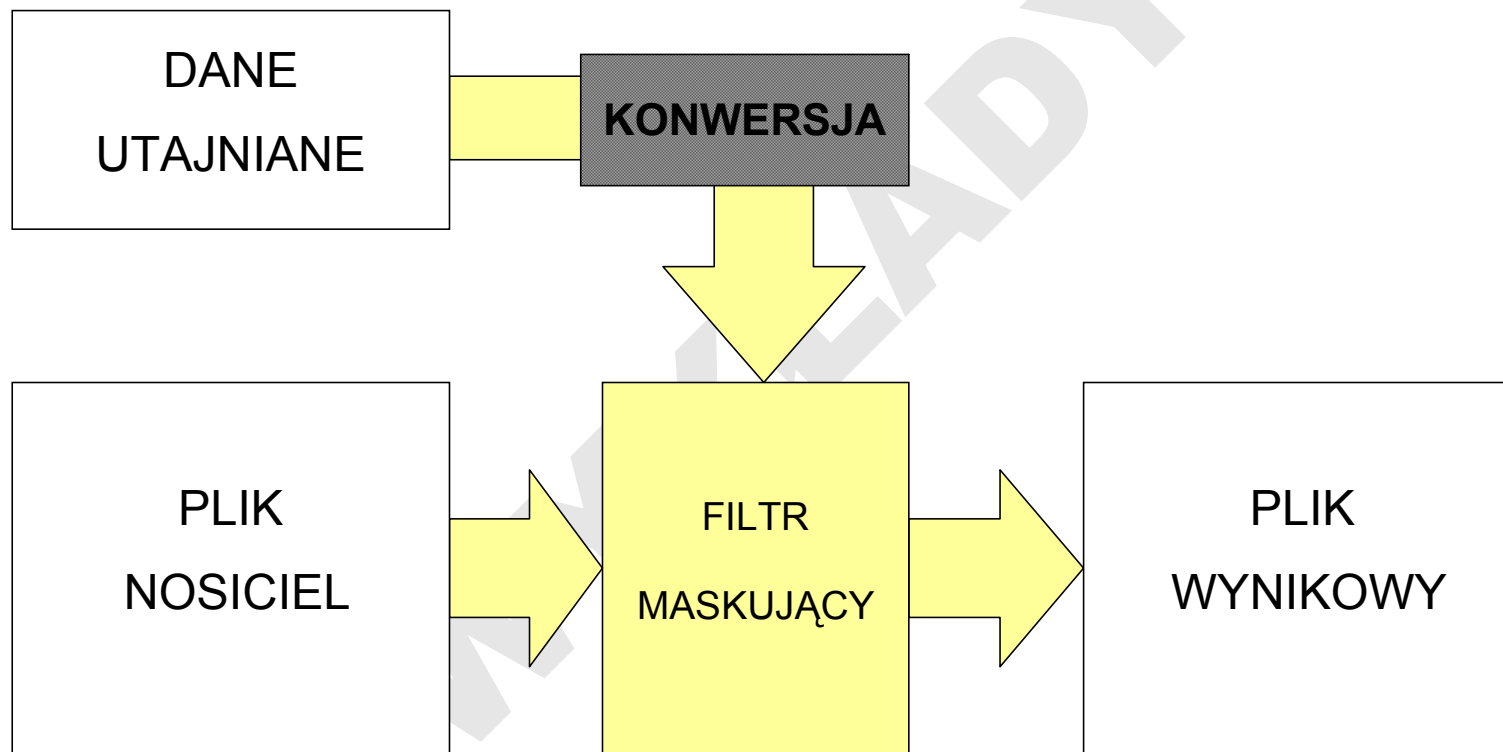 DANE
UTAJNIANE
KONWERSJA
PLIK
NOSICIEL
FILTR
MASKUJĄCY
PLIK
WYNIKOWY